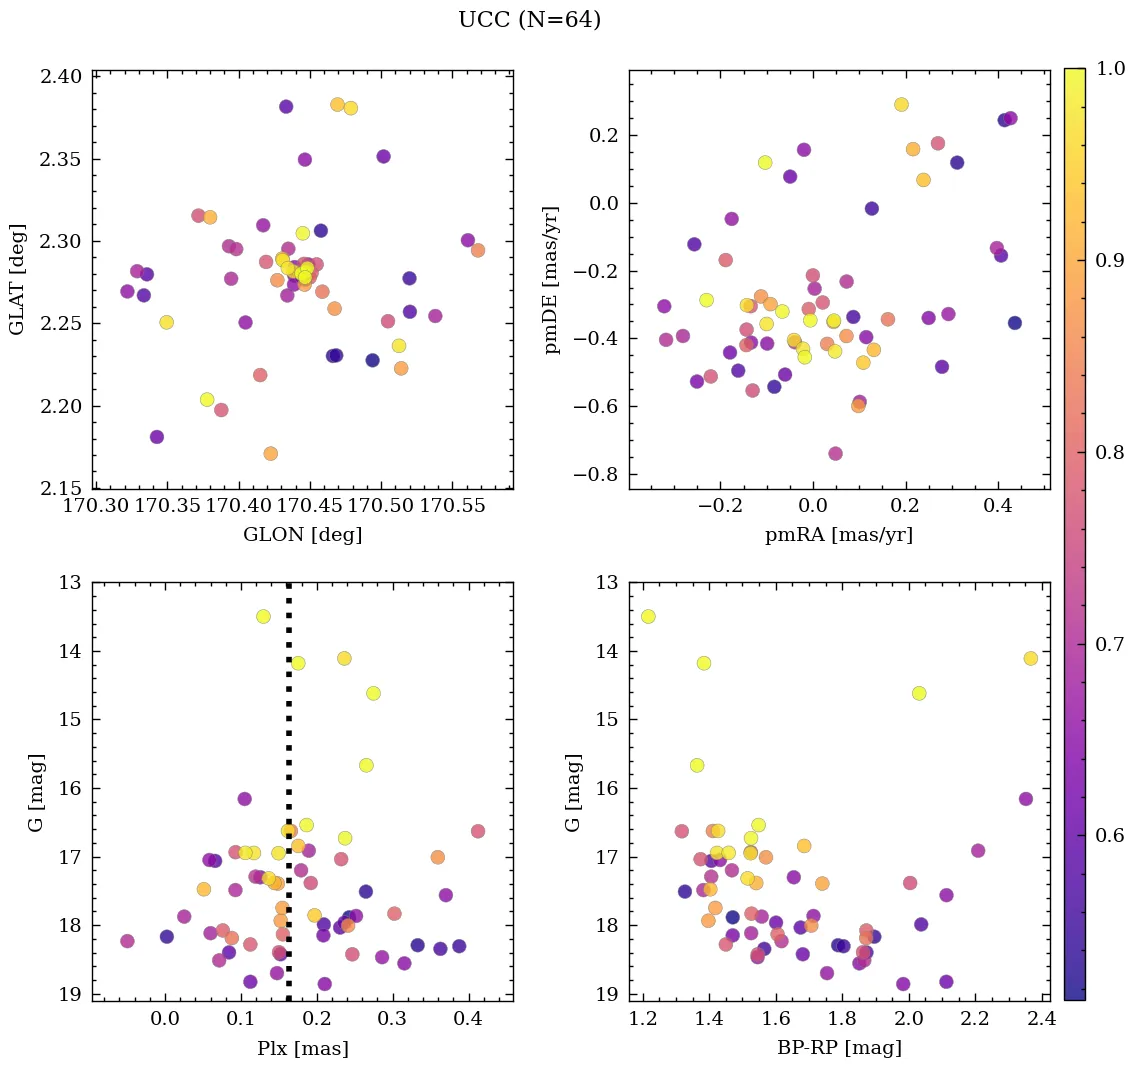 UCC (N=64)
2.40
2.35
2.30
2.25
2.20
2.15
GLAT [deg]
170.30 170.35 170.40 170.45 170.50 170.55
GLON [deg]
0.2
0.0
−0.2
−0.4
−0.6
−0.8
pmDE [mas/yr]
−0.2 0.0 0.2 0.4
pmRA [mas/yr]
13
14
15
16
17
18
19
G [mag]
0.0 0.1 0.2 0.3 0.4
Plx [mas]
13
14
15
16
17
18
19
G [mag]
1.2 1.4 1.6 1.8 2.0 2.2 2.4
BP-RP [mag]
1.0
0.9
0.8
0.7
0.6